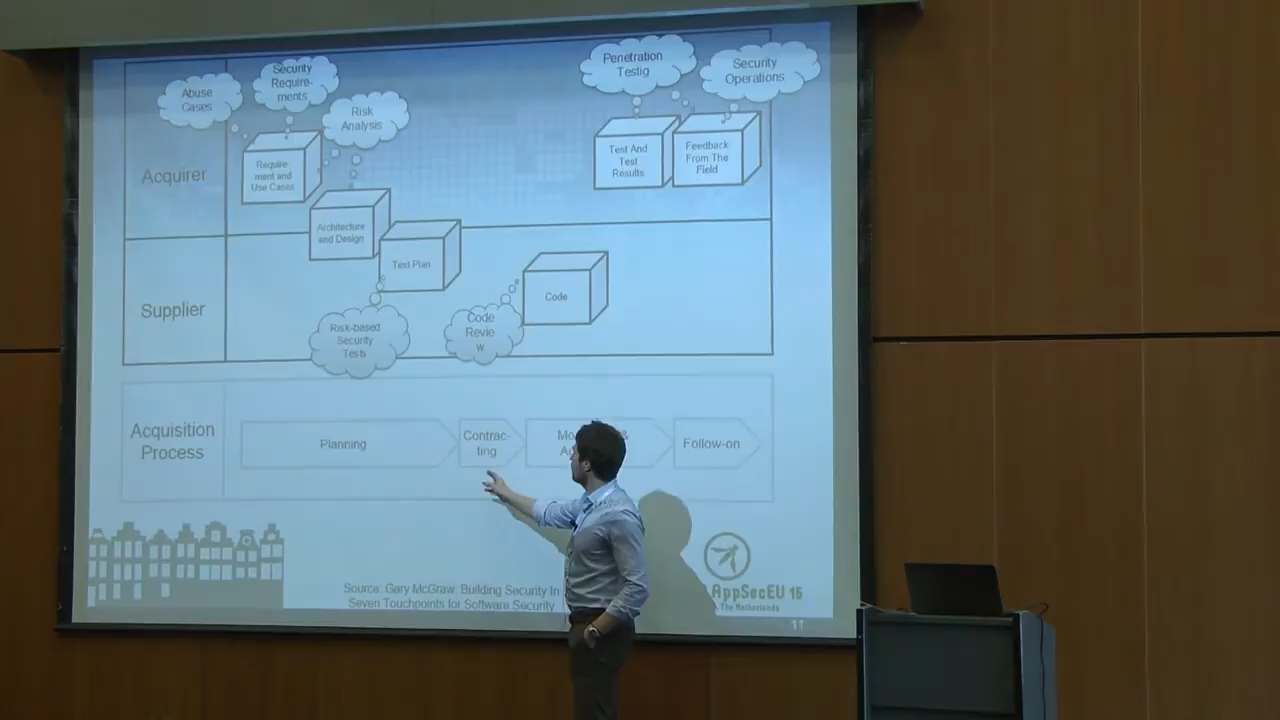 Abuse
Cases
Security
Require-
ments
Risk
Analysis
Penetration
Testig
Security
Operations
Acquirer
Require-
ment and
Use Cases
Test And
Test
Results
Feedback
From The
Field
Architecture
and Design
Test Plan
Supplier
Code
Risk-based
Security
Tests
Code
Revie
w
Acquisition
Process
Planning
Contrac-
ting
&
Follow-on
Source: Gary McGraw: Building Security In
Seven Touchpoints for Software Security
AppSecEU 15
The Netherlands
11